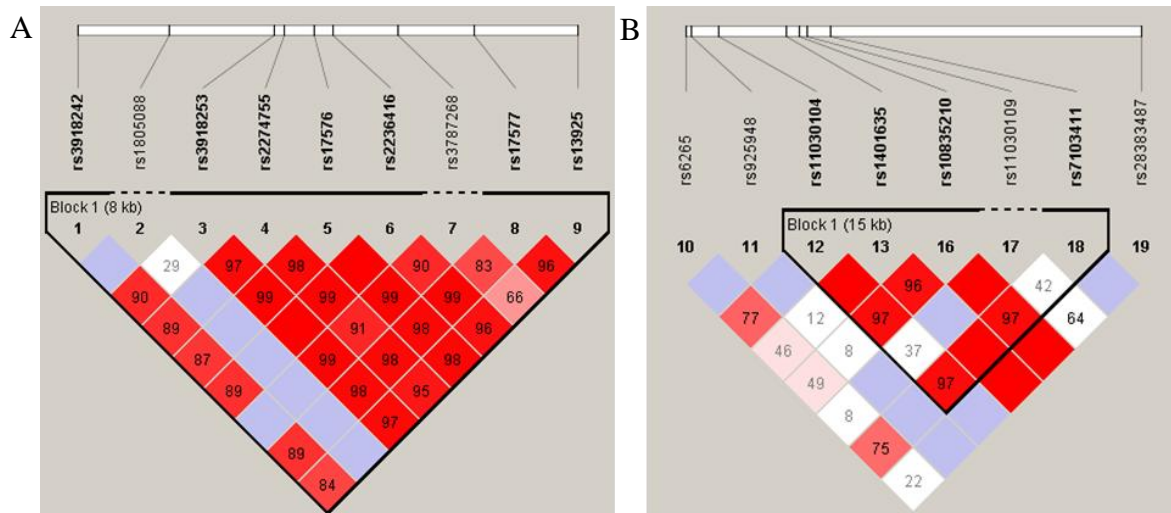 A
rs3918242
rs1805088
rs3918253
rs2274755
rs17576
rs2236416
rs3787268
rs17577
rs13925
Block 1 (8 kb)
1 2 3 4 5 6 7 8 9
29 97 98 90 83 96
90 99 99 99 99 66
89 91 98 96
87 99 98 98
89 98 95
97
89
84
B
rs6265
rs925948
rs11030104
rs1401635
rs10835210
rs11030109
rs7103411
rs28383487
Block 1 (15 kb)
10 11 12 13 16 17 18 19
96 42
77 12 97 97 64
46 8 37
49 97
8
75
22